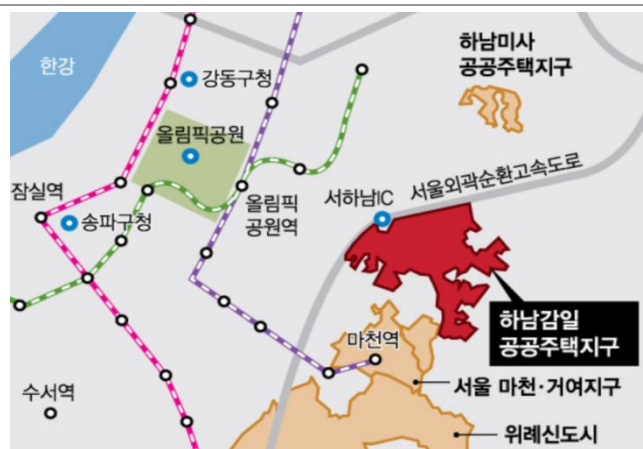 하남미사
공공주택지구
한강
강동구청
올림픽공원
서울외곽순환고속도로
잠실역
송파구청
올림픽
공원역
서하남IC
하남감일
공공주택지구
마천역
서울 마천·거여지구
수서역
위례신도시